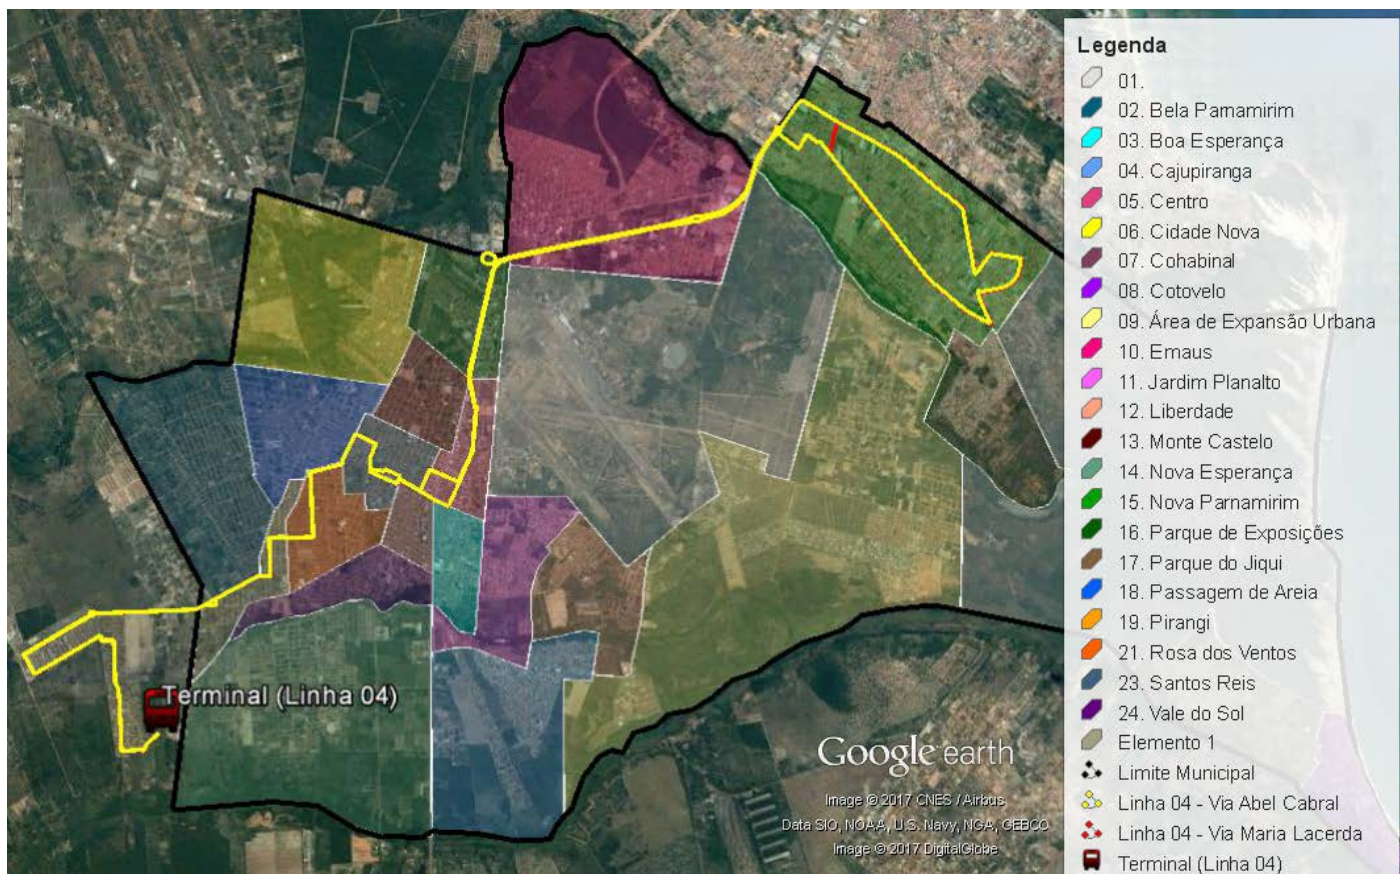 Legenda
01.
02. Bela Parnamirim
03. Boa Esperança
04. Cajupiranga
05. Centro
06. Cidade Nova
07. Cohabinal
08. Cotovelo
09. Área de Expansão Urbana
10. Emaus
11. Jardim Planalto
12. Liberdade
13. Monte Castelo
14. Nova Esperança
15. Nova Parnamirim
16. Parque de Exposições
17. Parque do Jiqui
18. Passagem de Areia
19. Pirangi
21. Rosa dos Ventos
23. Santos Reis
24. Vale do Sol
Elemento 1
Limite Municipal
Linha 04 - Via Abel Cabral
Linha 04 - Via Maria Lacerda
Terminal (Linha 04)
Terminal (Linha 04)
Google earth
Image © 2017 CNES / Airbus
Data SIO, NOAA, U.S. Navy, NGA, GEBCO
Image © 2017 DigitalGlobe